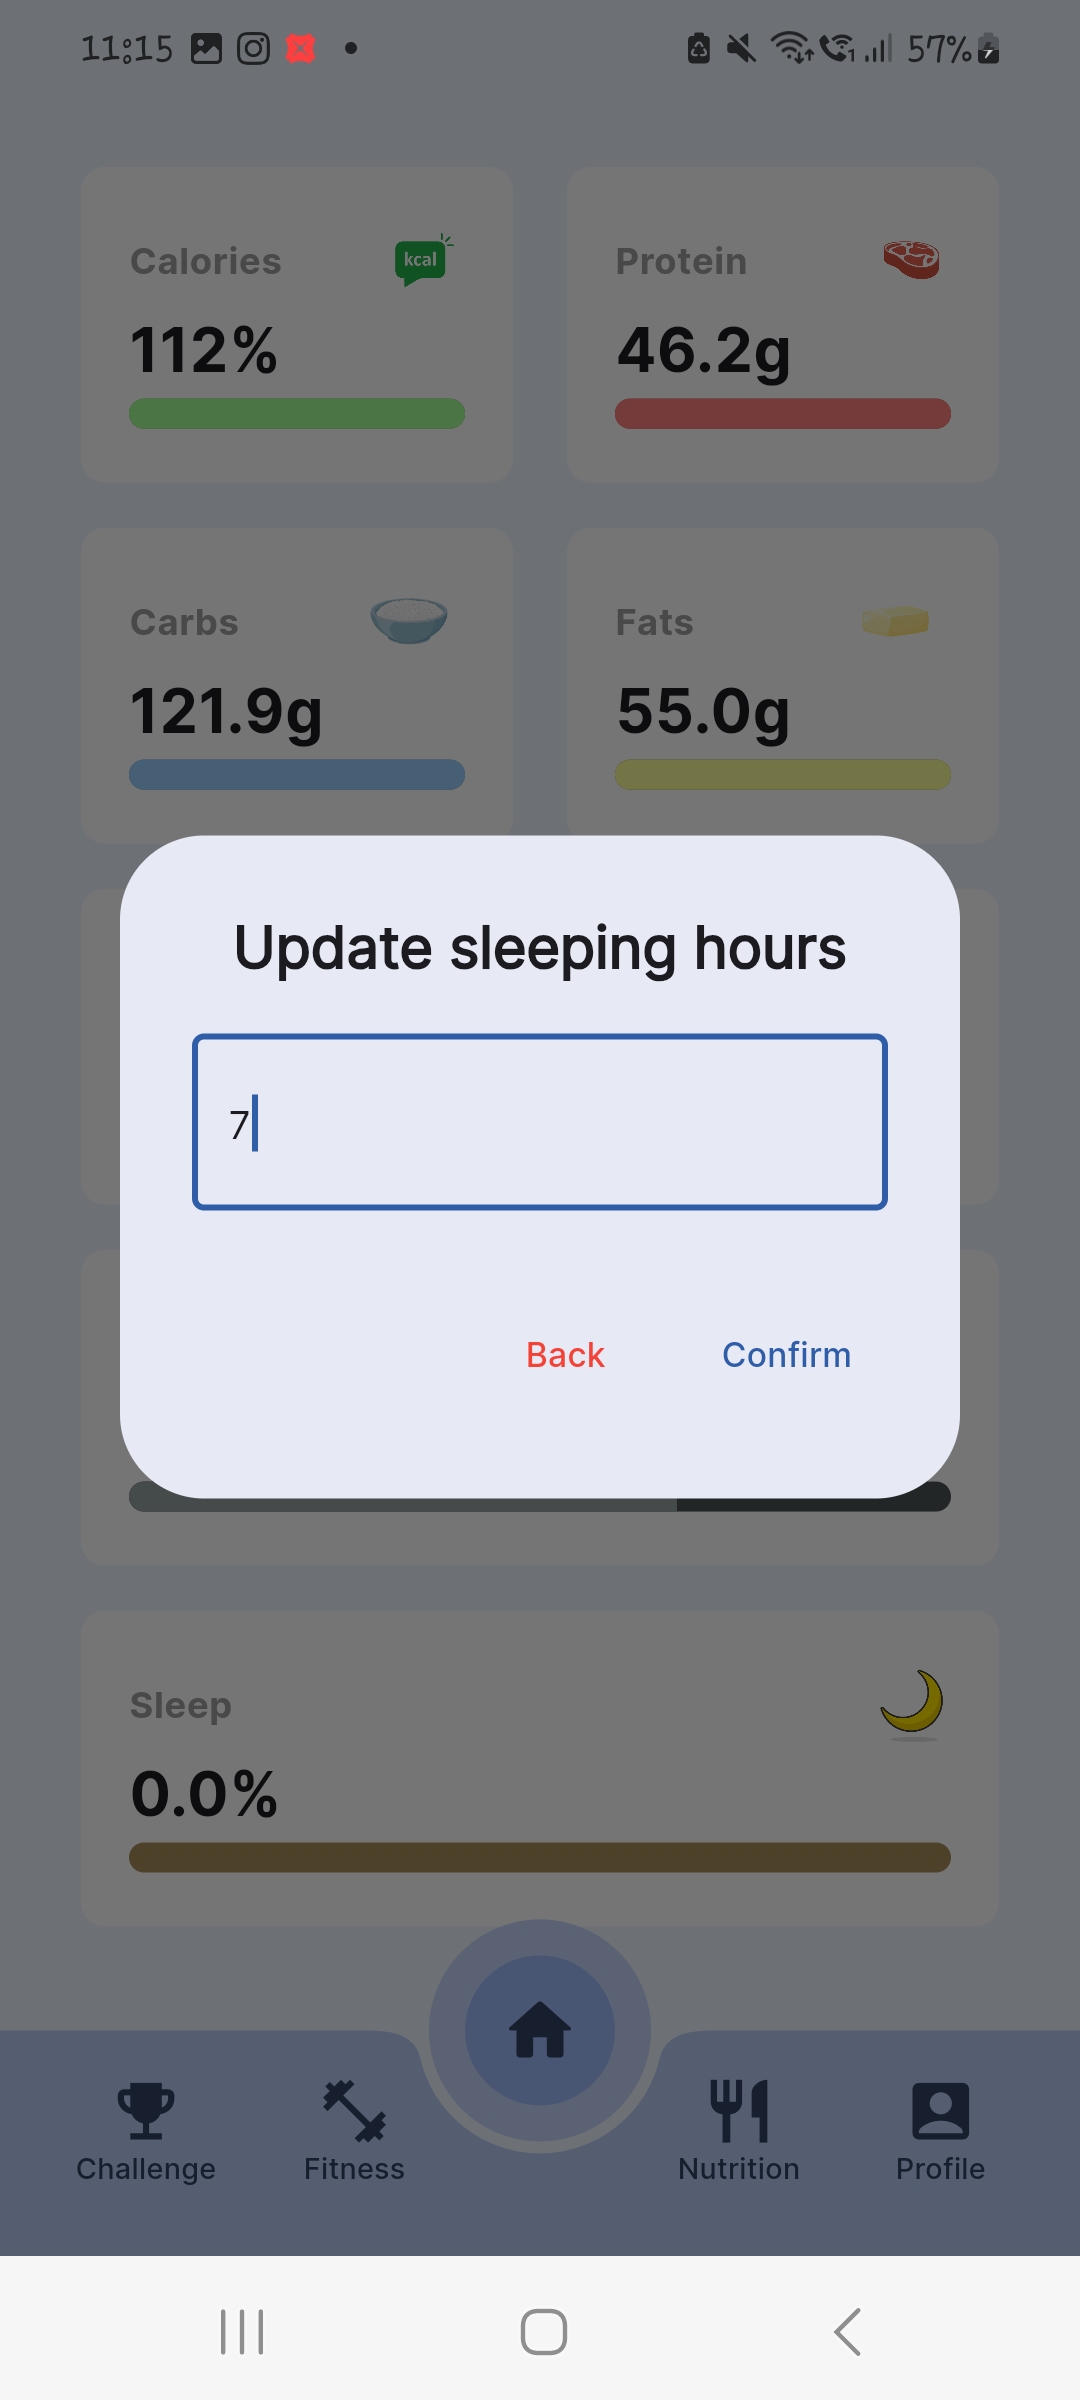 11:15
57%
Calories
kcal
112%
Protein
46.2g
Carbs
121.9g
Fats
55.0g
Update sleeping hours
7
Back
Confirm
Sleep
0.0%
Challenge
Fitness
Nutrition
Profile